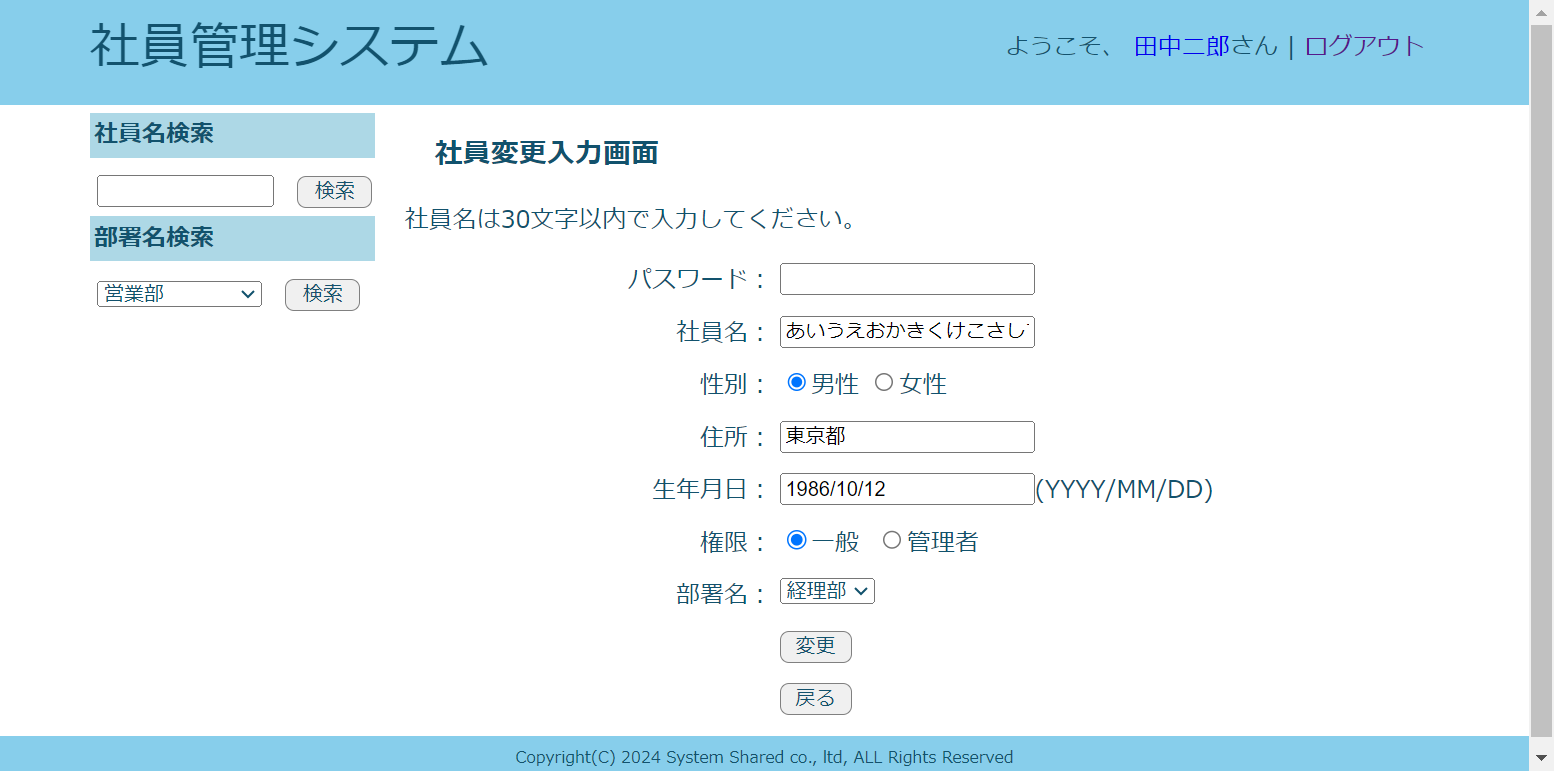 社員管理システム
ようこそ、 田中二郎さん | ログアウト
社員名検索
検索
部署名検索
営業部 検索
社員変更入力画面
社員名は30文字以内で入力してください。
パスワード：
社員名： あいうえおかきくけこさし
性別： 男性 女性
住所： 東京都
生年月日： 1986/10/12 (YYYY/MM/DD)
権限： 一般 管理者
部署名： 経理部
変更
戻る
Copyright(C) 2024 System Shared co., ltd, ALL Rights Reserved